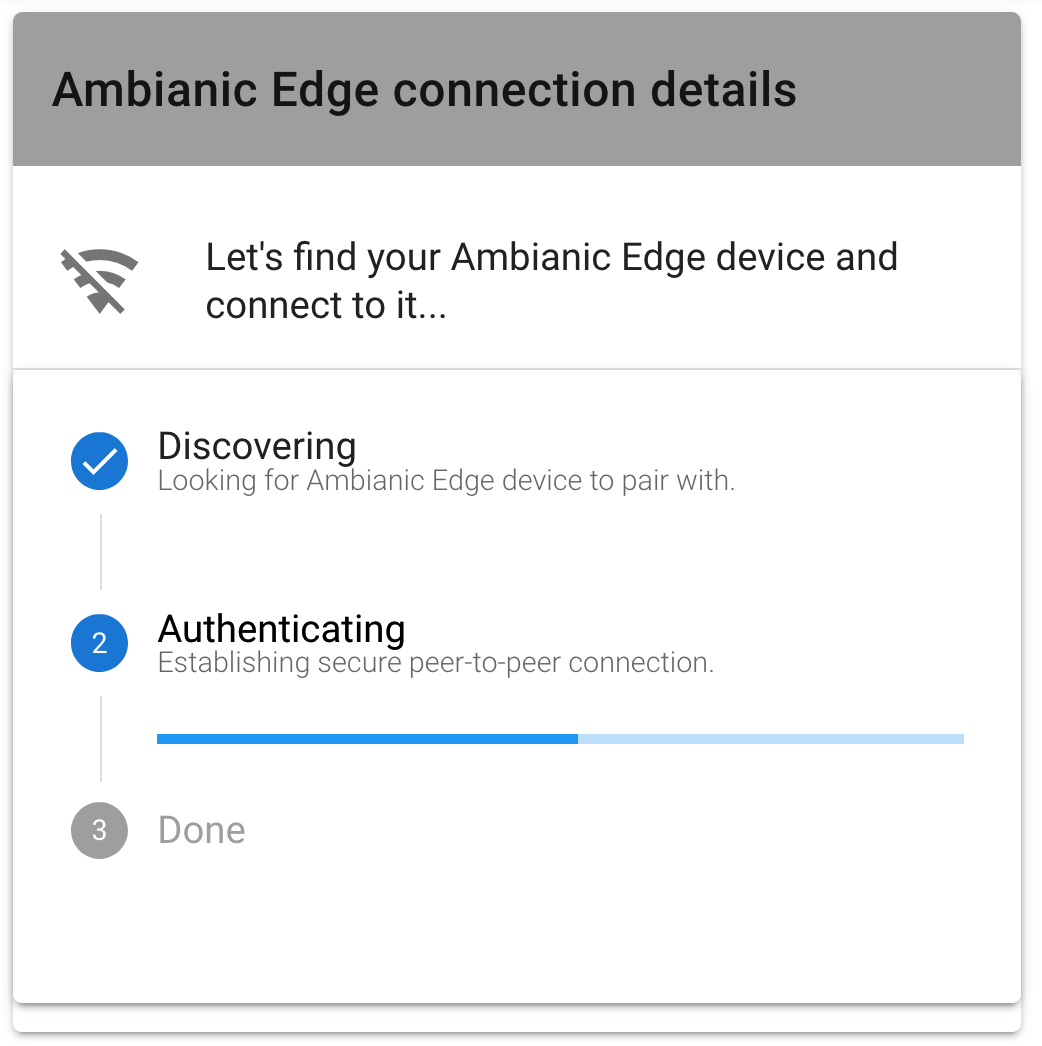 Ambianic Edge connection details
Let's find your Ambianic Edge device and
connect to it...
Discovering
Looking for Ambianic Edge device to pair with.
2
Authenticating
Establishing secure peer-to-peer connection.
3
Done